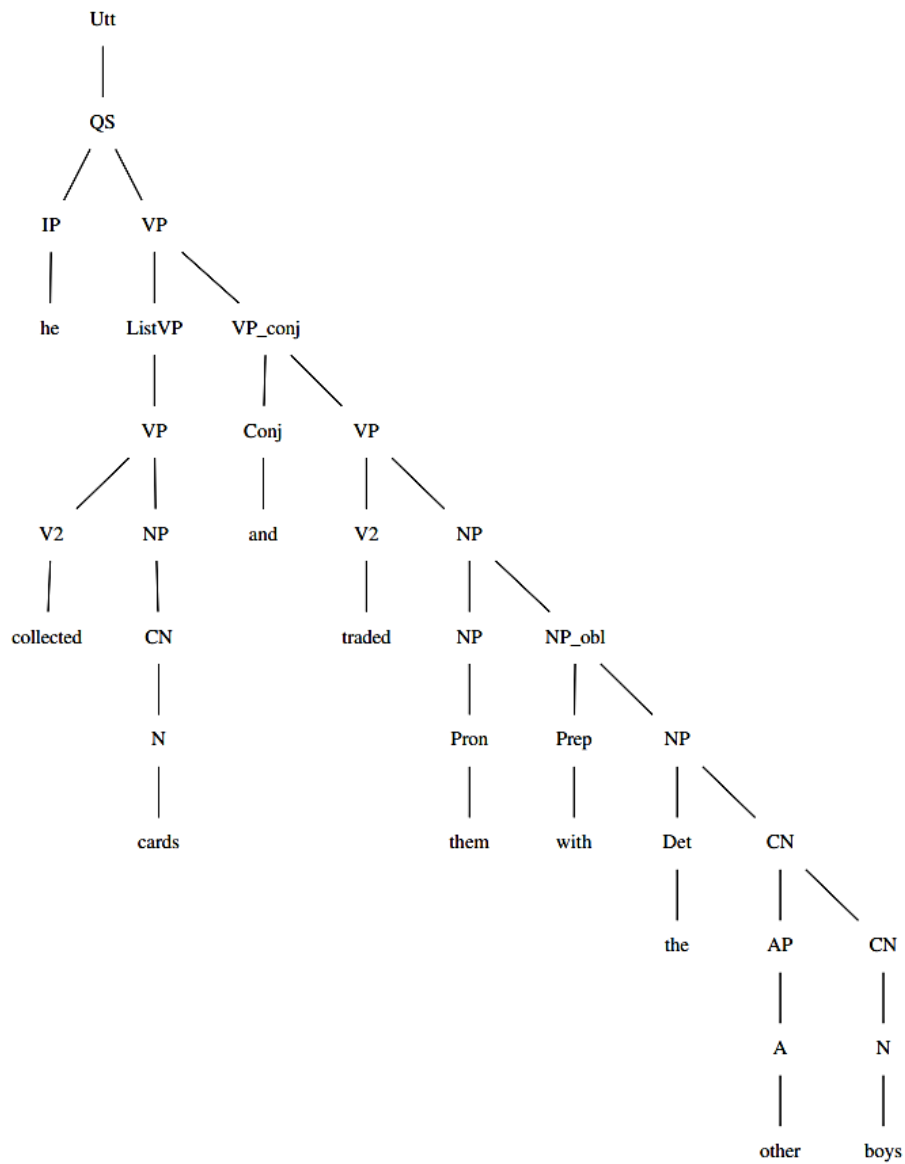 Utt
QS
IP VP
he ListVP VP_conj
VP Conj VP
V2 NP and V2 NP
collected CN traded NP NP_obl
N Pron Prep NP
cards them with Det CN
the AP CN
A N
other boys